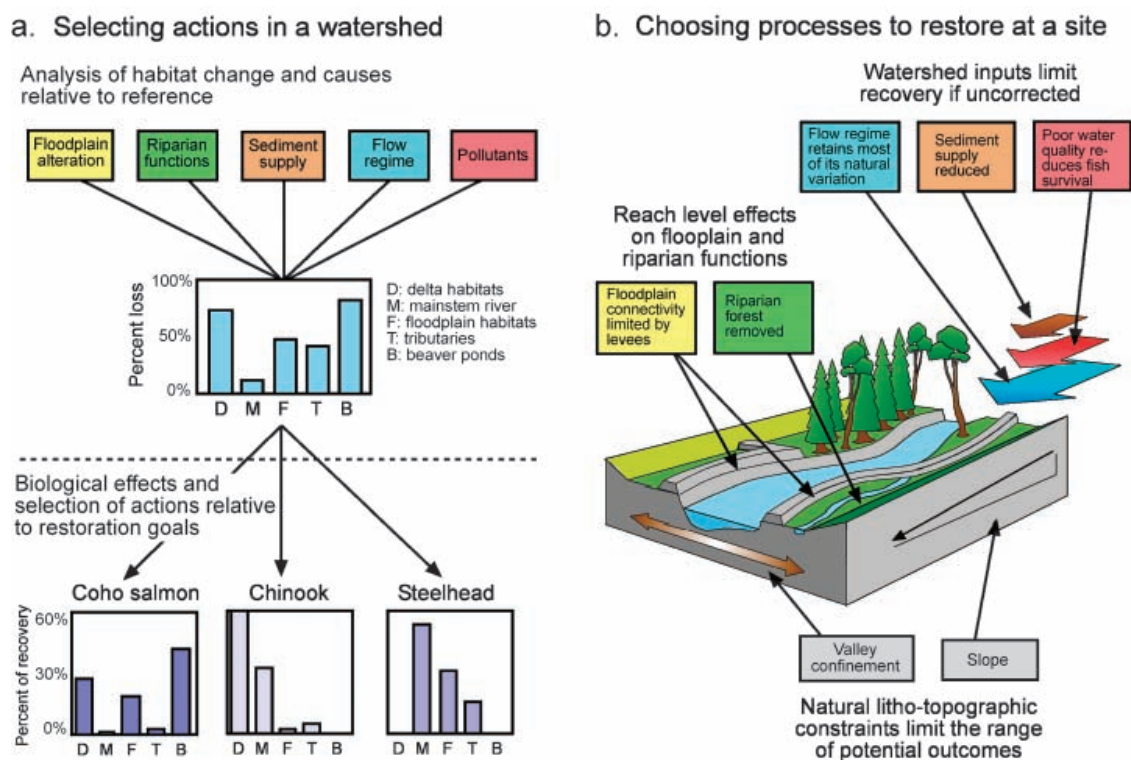 a. Selecting actions in a watershed
Analysis of habitat change and causes
relative to reference
Floodplain
alteration
Riparian
functions
Sediment
supply
Flow
regime
Pollutants
100%
50%
0%
Percent loss
D M F T B
D: delta habitats
M: mainstem river
F: floodplain habitats
T: tributaries
B: beaver ponds
Biological effects and
selection of actions relative
to restoration goals
Coho salmon
Chinook
Steelhead
60%
30%
0%
Percent of recovery
D M F T B
D M F T B
D M F T B
b. Choosing processes to restore at a site
Watershed inputs limit
recovery if uncorrected
Flow regime
retains most
of its natural
variation
Sediment
supply
reduced
Poor water
quality re-
duces fish
survival
Reach level effects
on flooplain and
riparian functions
Floodplain
connectivity
limited by
levees
Riparian
forest
removed
Valley
confinement
Slope
Natural litho-topographic
constraints limit the range
of potential outcomes